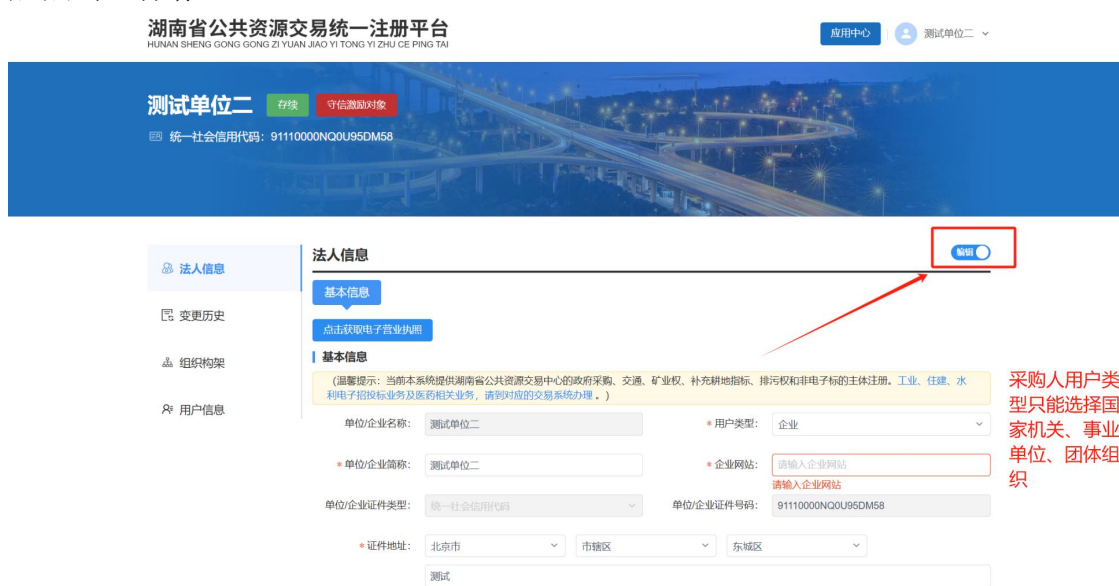 湖南省公共资源交易统一注册平台
HUNAN SHENG GONG GONG ZI YUAN JIAO YI TONG YI ZHU CE PING TAI
应用中心
测试单位二
测试单位二
存续
守信激励对象
统一社会信用代码：91110000NQ0U95DM58
法人信息
变更历史
组织构架
用户信息
法人信息
编辑
基本信息
点击获取电子营业执照
基本信息
（温馨提示：当前本系统提供湖南省公共资源交易中心的政府采购、交通、矿业权、补充耕地指标、排污权和非电子标的主体注册。工业、住建、水
利电子招投标业务及医药相关业务，请到对应的交易系统办理 。）
单位/企业名称： 测试单位二
* 用户类型： 企业
* 单位/企业简称： 测试单位二
* 企业网站： 请输入企业网站
请输入企业网站
单位/企业证件类型： 统一社会信用代码
单位/企业证件号码： 91110000NQ0U95DM58
* 证件地址： 北京市 市辖区 东城区
测试
采购人用户类
型只能选择国
家机关、事业
单位、团体组
织